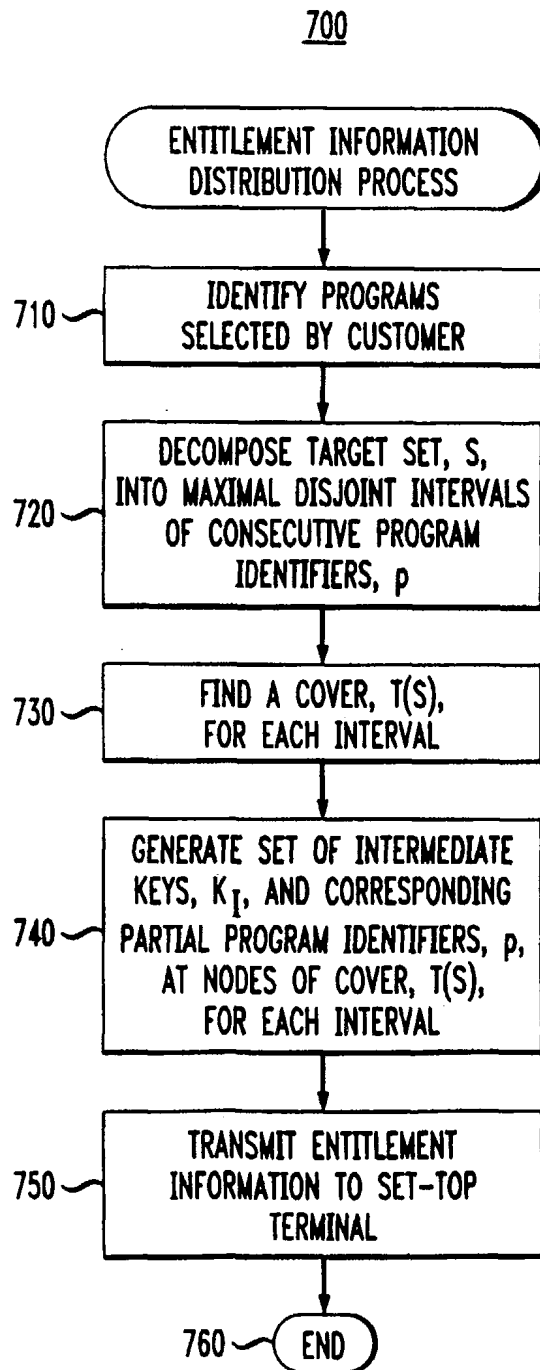 700
ENTITLEMENT INFORMATION
DISTRIBUTION PROCESS
710
IDENTIFY PROGRAMS
SELECTED BY CUSTOMER
720
DECOMPOSE TARGET SET, S,
INTO MAXIMAL DISJOINT INTERVALS
OF CONSECUTIVE PROGRAM
IDENTIFIERS, p
730
FIND A COVER, T(S),
FOR EACH INTERVAL
740
GENERATE SET OF INTERMEDIATE
KEYS, KI, AND CORRESPONDING
PARTIAL PROGRAM IDENTIFIERS, p,
AT NODES OF COVER, T(S),
FOR EACH INTERVAL
750
TRANSMIT ENTITLEMENT
INFORMATION TO SET-TOP
TERMINAL
760
END